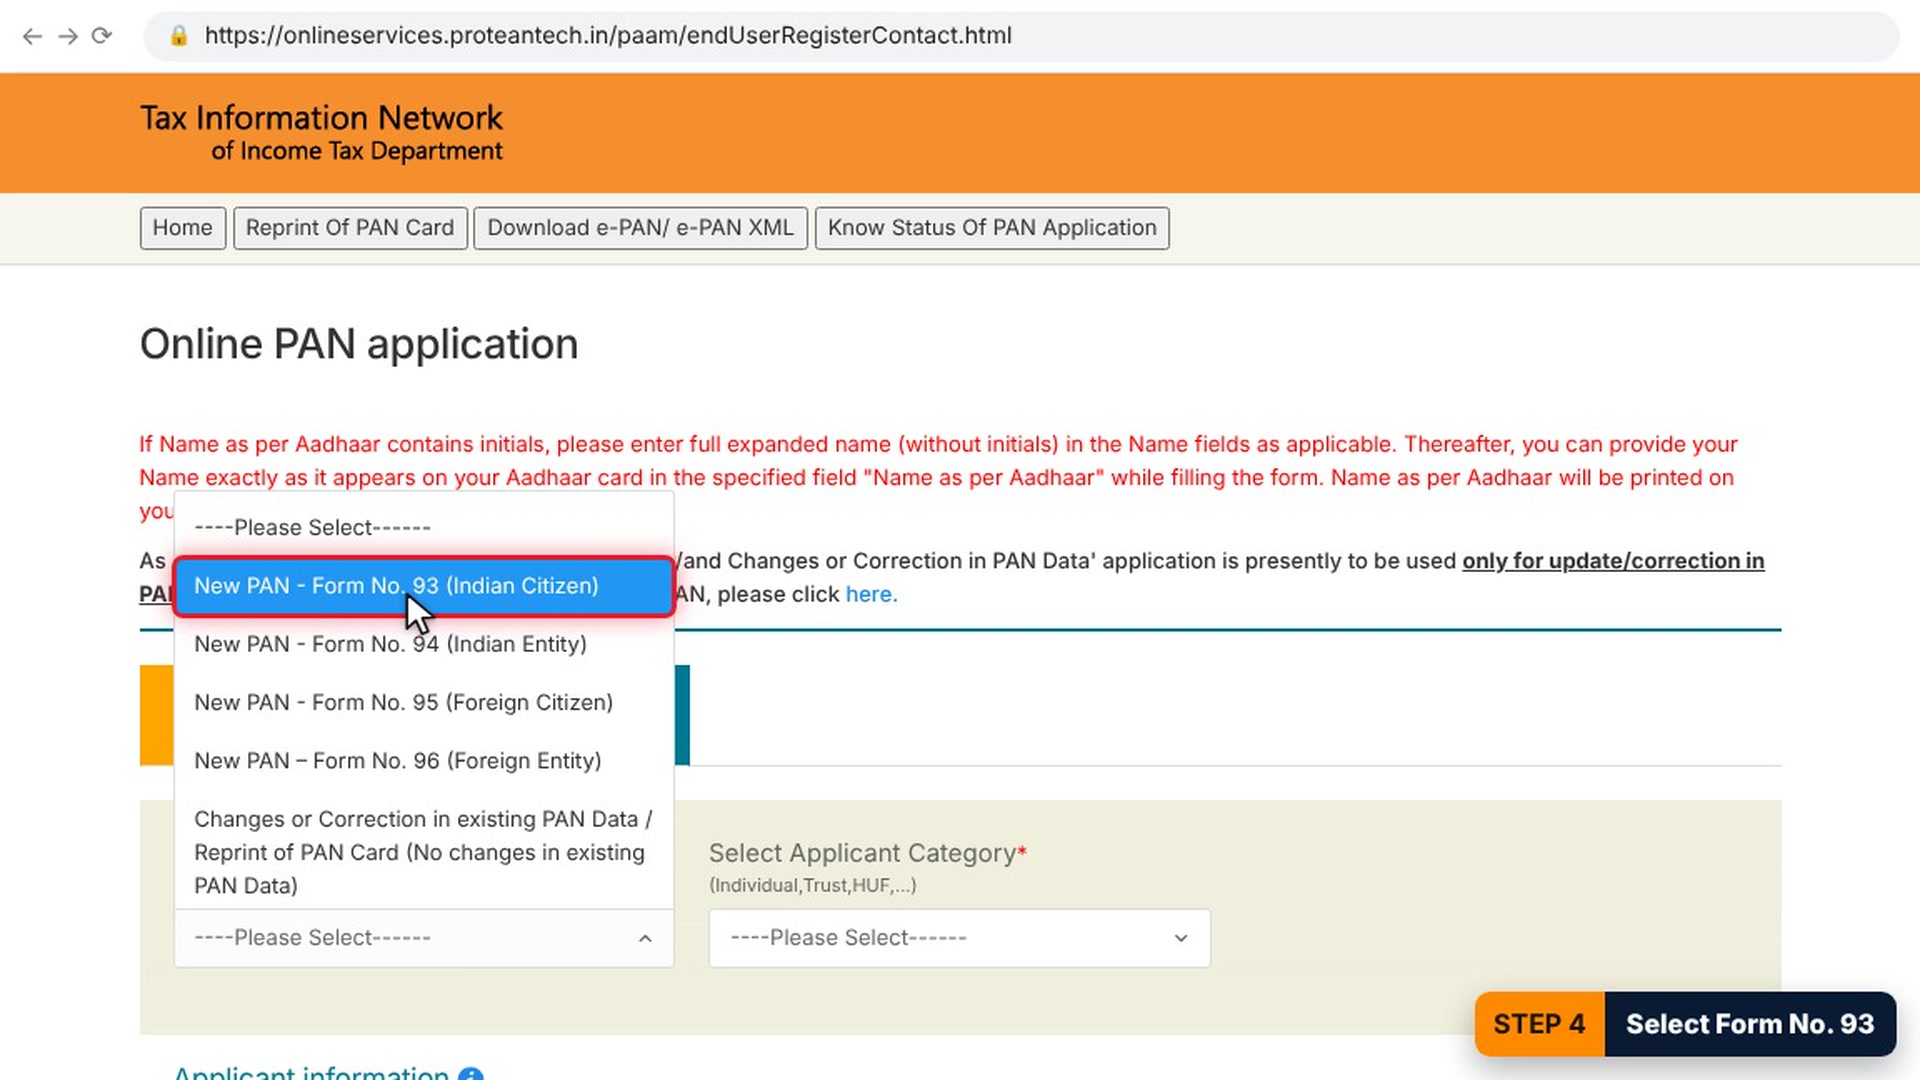 https://onlineservices.proteantech.in/paam/endUserRegisterContact.html
Tax Information Network
of Income Tax Department
Home
Reprint Of PAN Card
Download e-PAN/ e-PAN XML
Know Status Of PAN Application
Online PAN application
If Name as per Aadhaar contains initials, please enter full expanded name (without initials) in the Name fields as applicable. Thereafter, you can provide your
Name exactly as it appears on your Aadhaar card in the specified field "Name as per Aadhaar" while filling the form. Name as per Aadhaar will be printed on
you
As /and Changes or Correction in PAN Data' application is presently to be used only for update/correction in
AN, please click here.
----Please Select------
New PAN - Form No. 93 (Indian Citizen)
New PAN - Form No. 94 (Indian Entity)
New PAN - Form No. 95 (Foreign Citizen)
New PAN – Form No. 96 (Foreign Entity)
Changes or Correction in existing PAN Data /
Reprint of PAN Card (No changes in existing
PAN Data)
----Please Select------
Select Applicant Category*
(Individual,Trust,HUF,...)
----Please Select------
STEP 4
Select Form No. 93
Applicant information